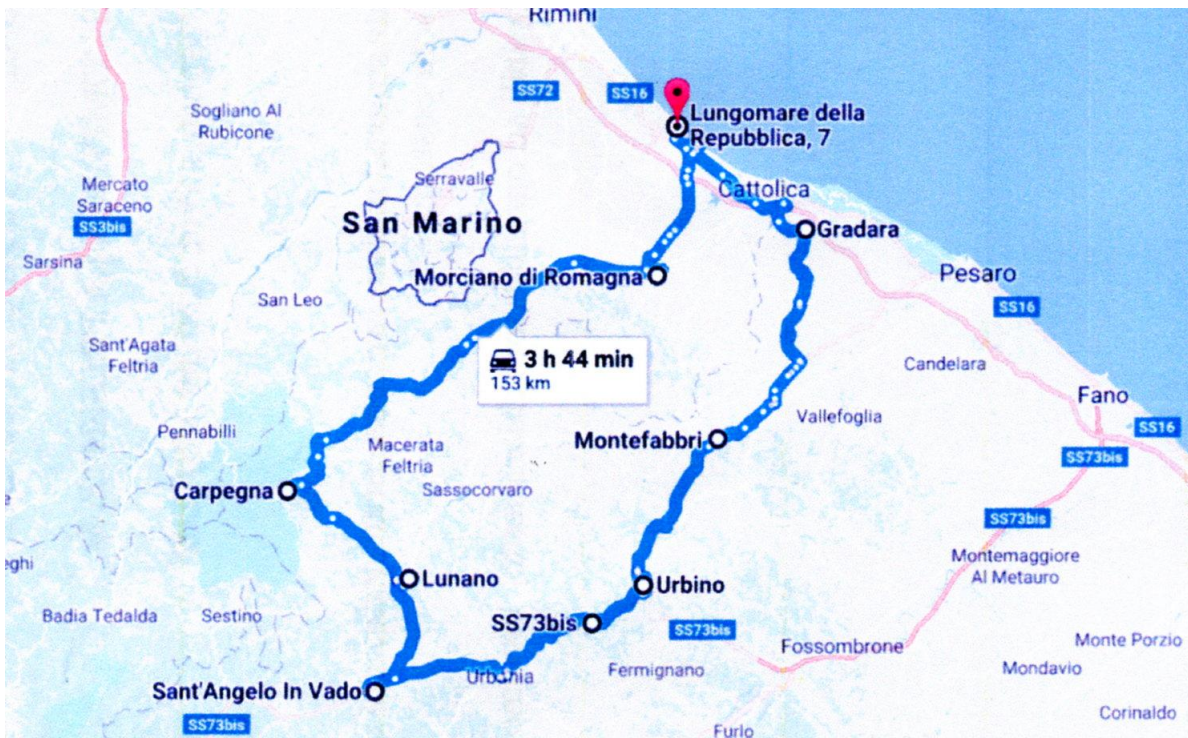 Rimini
SS72
SS16
Lungomare della
Repubblica, 7
Sogliano Al
Rubicone
Serravalle
Cattolica
Mercato
Saraceno
SS3bis
San Marino
Gradara
Sarsina
Morciano di Romagna
Pesaro
San Leo
SS16
Sant'Agata
Feltria
3 h 44 min
153 km
Candelara
Fano
Vallefoglia
SS16
Pennabilli
Macerata
Feltria
Montefabbri
SS73bis
Carpegna
Sassocorvaro
SS73bis
Montemaggiore
Al Metauro
eghi
Lunano
Urbino
Badia Tedalda
Sestino
SS73bis
SS73bis
Fossombrone
Monte Porzio
Fermignano
Mondavio
Urbania
Sant'Angelo In Vado
SS73bis
Furlo
Corinaldo